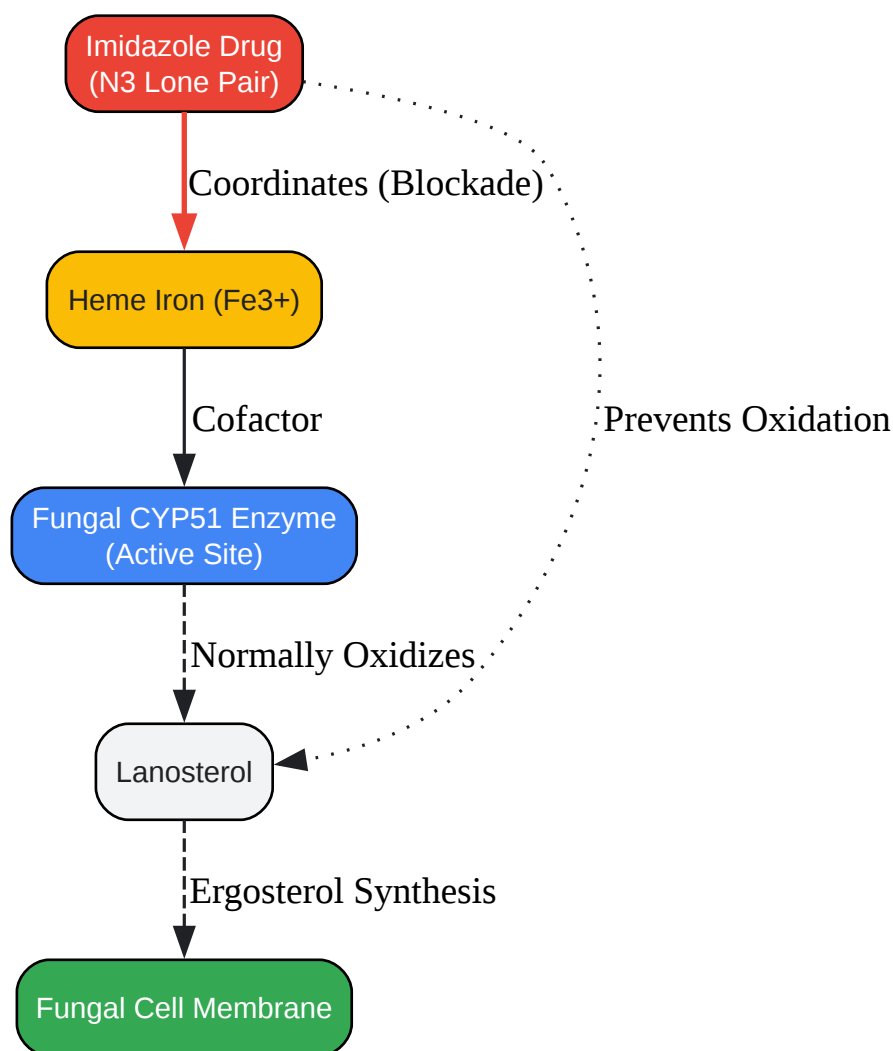 Imidazole Drug
(N3 Lone Pair)
Coordinates (Blockade)
Heme Iron (Fe3+)
Cofactor
Prevents Oxidation
Fungal CYP51 Enzyme
(Active Site)
Normally Oxidizes
Lanosterol
Ergosterol Synthesis
Fungal Cell Membrane